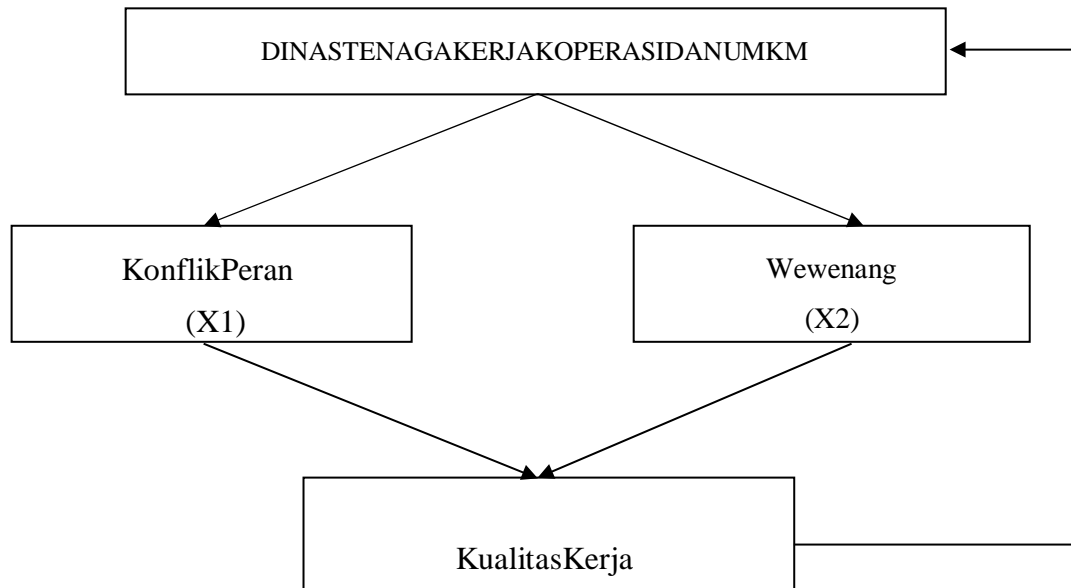 DINASTENAGAKERJAKOPERASIDANUMKM
KonflikPeran
(X1)
Wewenang
(X2)
KualitasKerja